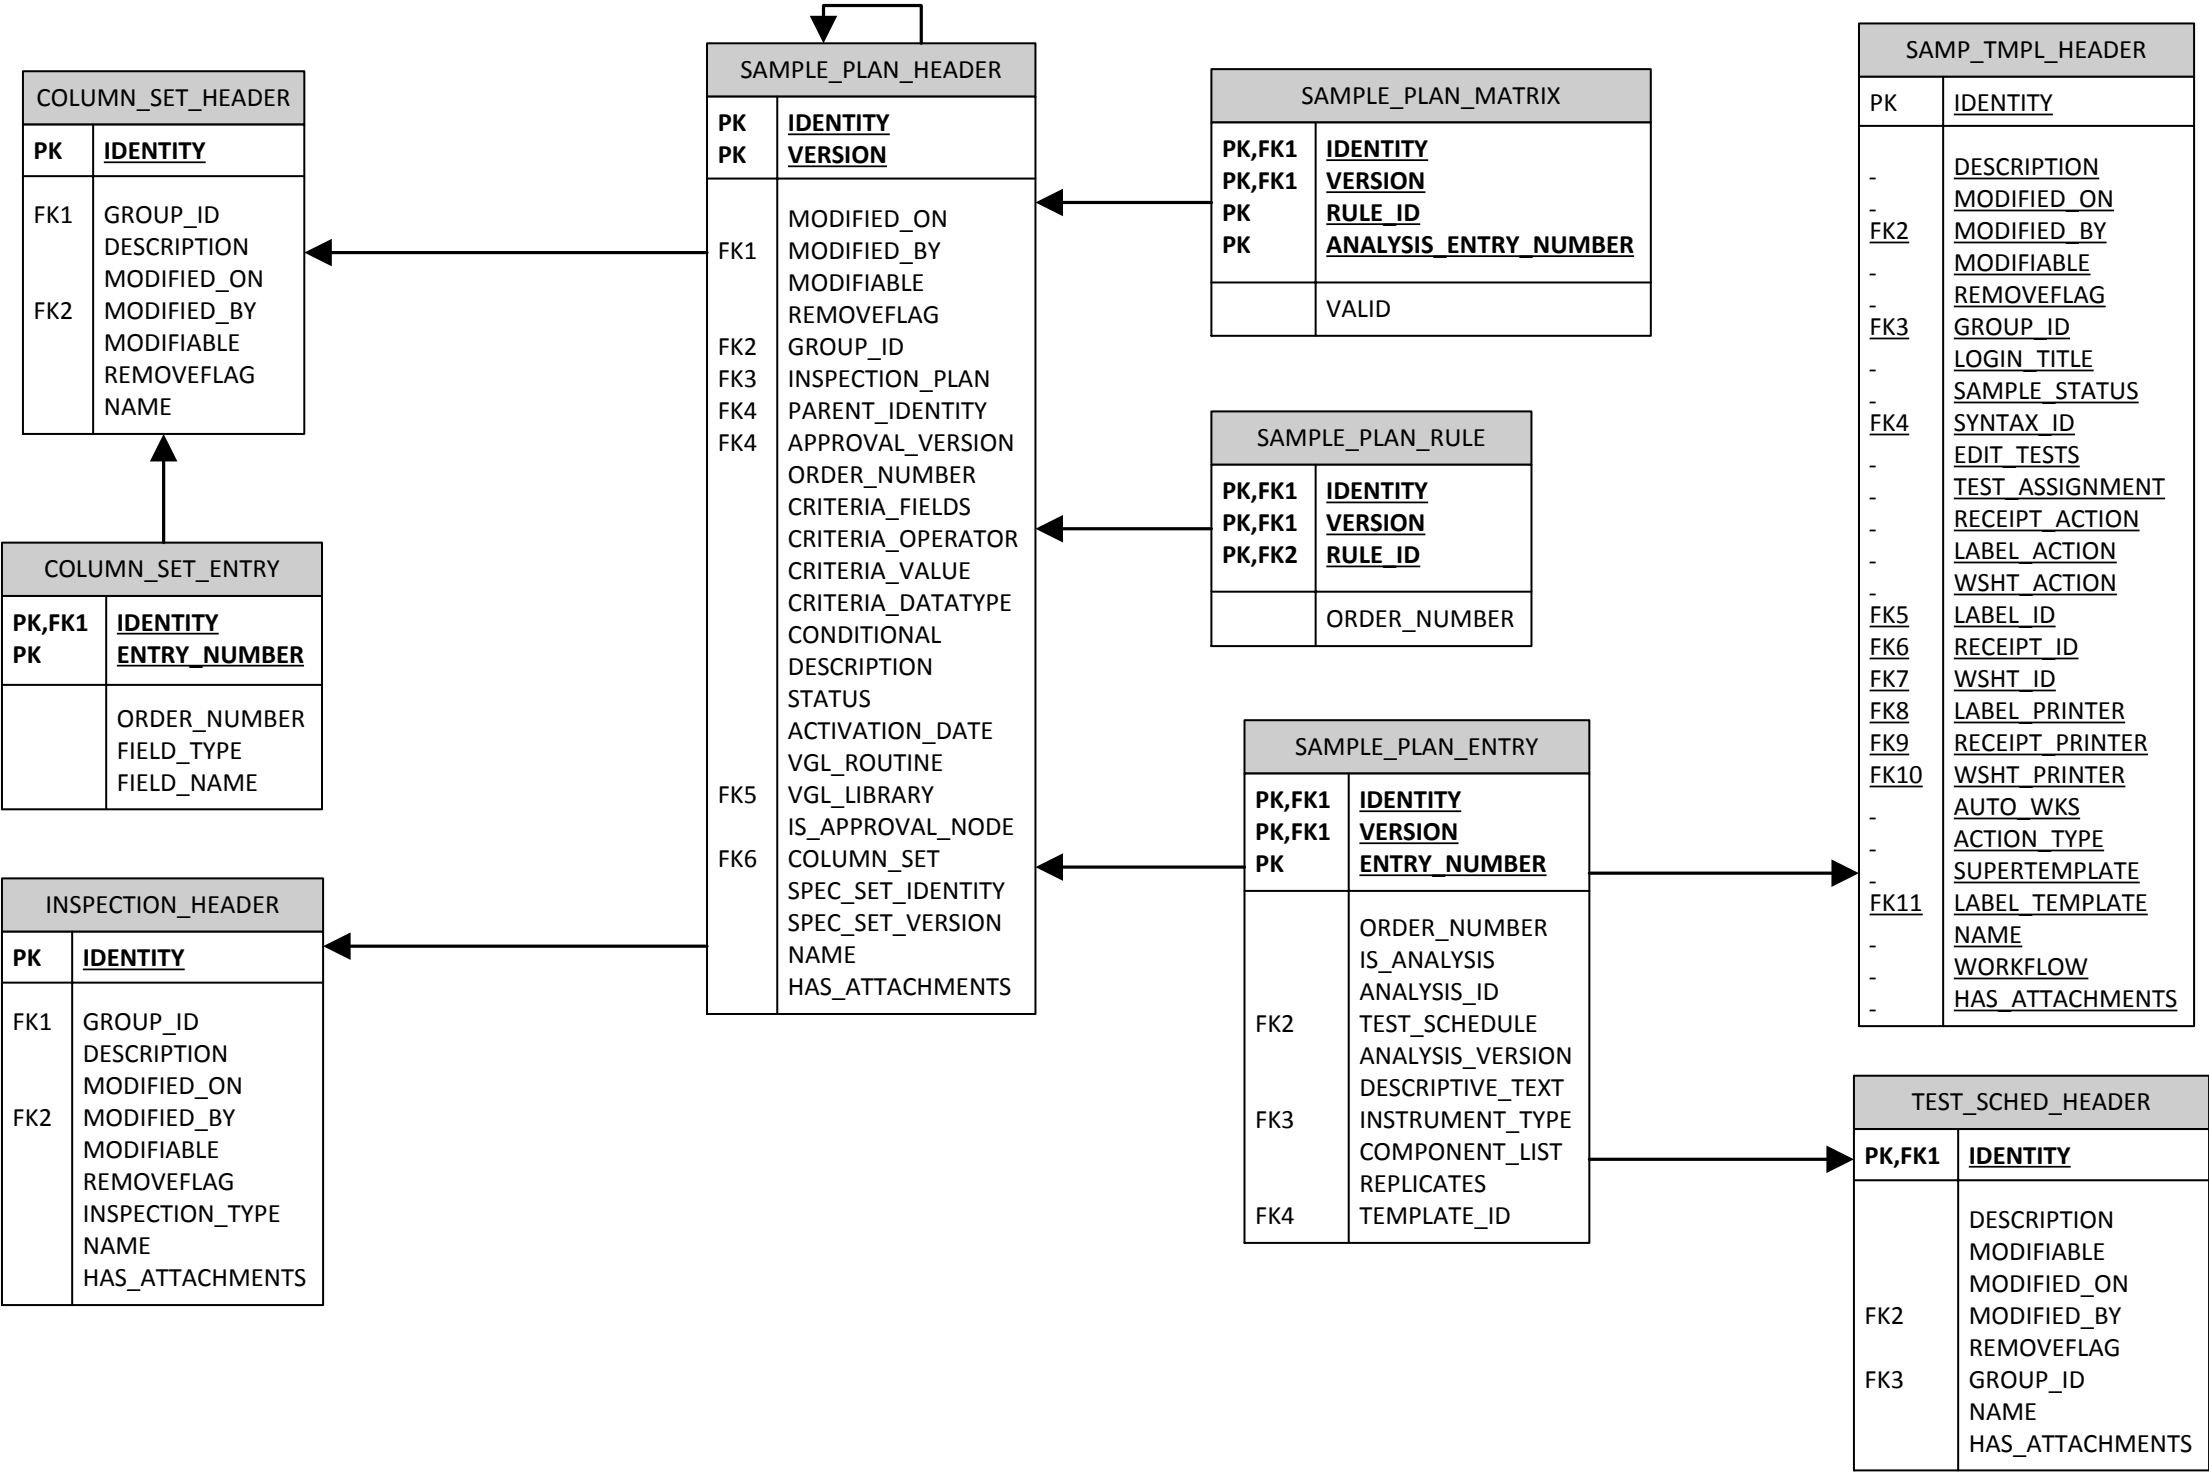 COLUMN_SET_HEADER
PK IDENTITY
FK1 GROUP_ID
DESCRIPTION
MODIFIED_ON
FK2 MODIFIED_BY
MODIFIABLE
REMOVEFLAG
NAME
COLUMN_SET_ENTRY
PK,FK1 IDENTITY
PK ENTRY_NUMBER
ORDER_NUMBER
FIELD_TYPE
FIELD_NAME
INSPECTION_HEADER
PK IDENTITY
FK1 GROUP_ID
DESCRIPTION
MODIFIED_ON
FK2 MODIFIED_BY
MODIFIABLE
REMOVEFLAG
INSPECTION_TYPE
NAME
HAS_ATTACHMENTS
SAMPLE_PLAN_HEADER
PK IDENTITY
PK VERSION
MODIFIED_ON
FK1 MODIFIED_BY
MODIFIABLE
REMOVEFLAG
FK2 GROUP_ID
FK3 INSPECTION_PLAN
FK4 PARENT_IDENTITY
FK4 APPROVAL_VERSION
ORDER_NUMBER
CRITERIA_FIELDS
CRITERIA_OPERATOR
CRITERIA_VALUE
CRITERIA_DATATYPE
CONDITIONAL
DESCRIPTION
STATUS
ACTIVATION_DATE
VGL_ROUTINE
FK5 VGL_LIBRARY
IS_APPROVAL_NODE
FK6 COLUMN_SET
SPEC_SET_IDENTITY
SPEC_SET_VERSION
NAME
HAS_ATTACHMENTS
SAMPLE_PLAN_MATRIX
PK,FK1 IDENTITY
PK,FK1 VERSION
PK RULE_ID
PK ANALYSIS_ENTRY_NUMBER
VALID
SAMPLE_PLAN_RULE
PK,FK1 IDENTITY
PK,FK1 VERSION
PK,FK2 RULE_ID
ORDER_NUMBER
SAMPLE_PLAN_ENTRY
PK,FK1 IDENTITY
PK,FK1 VERSION
PK ENTRY_NUMBER
ORDER_NUMBER
IS_ANALYSIS
ANALYSIS_ID
FK2 TEST_SCHEDULE
ANALYSIS_VERSION
DESCRIPTIVE_TEXT
FK3 INSTRUMENT_TYPE
COMPONENT_LIST
REPLICATES
FK4 TEMPLATE_ID
SAMP_TMPL_HEADER
PK IDENTITY
DESCRIPTION
MODIFIED_ON
FK2 MODIFIED_BY
MODIFIABLE
REMOVEFLAG
FK3 GROUP_ID
LOGIN_TITLE
SAMPLE_STATUS
FK4 SYNTAX_ID
EDIT_TESTS
TEST_ASSIGNMENT
RECEIPT_ACTION
LABEL_ACTION
WSHT_ACTION
FK5 LABEL_ID
FK6 RECEIPT_ID
FK7 WSHT_ID
FK8 LABEL_PRINTER
FK9 RECEIPT_PRINTER
FK10 WSHT_PRINTER
AUTO_WKS
ACTION_TYPE
SUPERTEMPLATE
FK11 LABEL_TEMPLATE
NAME
WORKFLOW
HAS_ATTACHMENTS
TEST_SCHED_HEADER
PK,FK1 IDENTITY
DESCRIPTION
MODIFIABLE
MODIFIED_ON
FK2 MODIFIED_BY
REMOVEFLAG
FK3 GROUP_ID
NAME
HAS_ATTACHMENTS